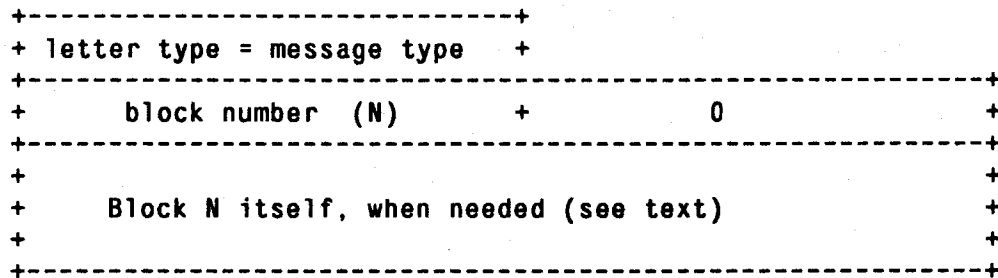 +-------------------------------+
+ letter type = message type +
+-----------------------------------------------------------+
+ block number (N) + 0 +
+-----------------------------------------------------------+
+ +
+ Block N itself, when needed (see text) +
+ +
+-----------------------------------------------------------+